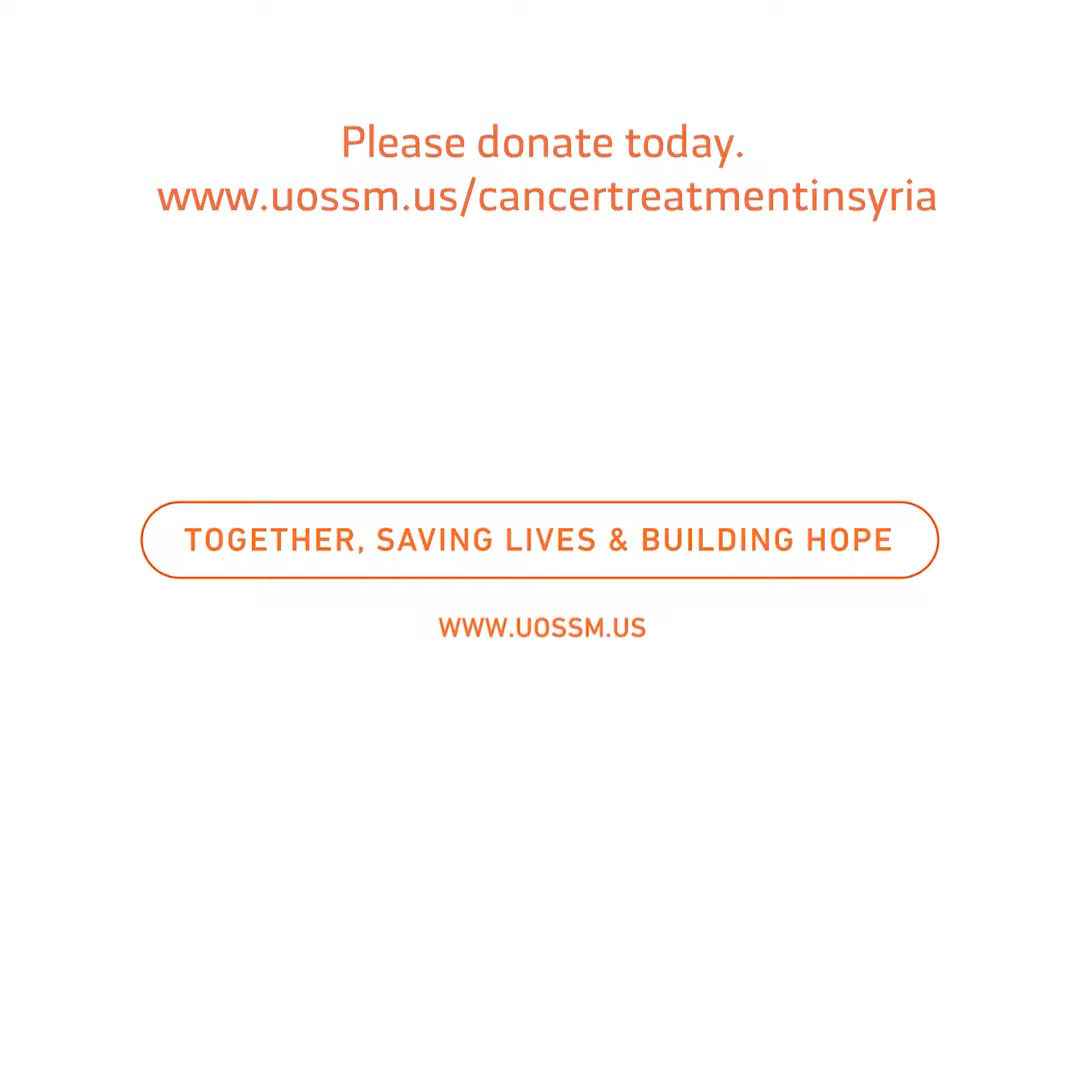 Please donate today.
www.uossm.us/cancertreatmentinsyria
TOGETHER, SAVING LIVES & BUILDING HOPE
WWW.UOSSM.US